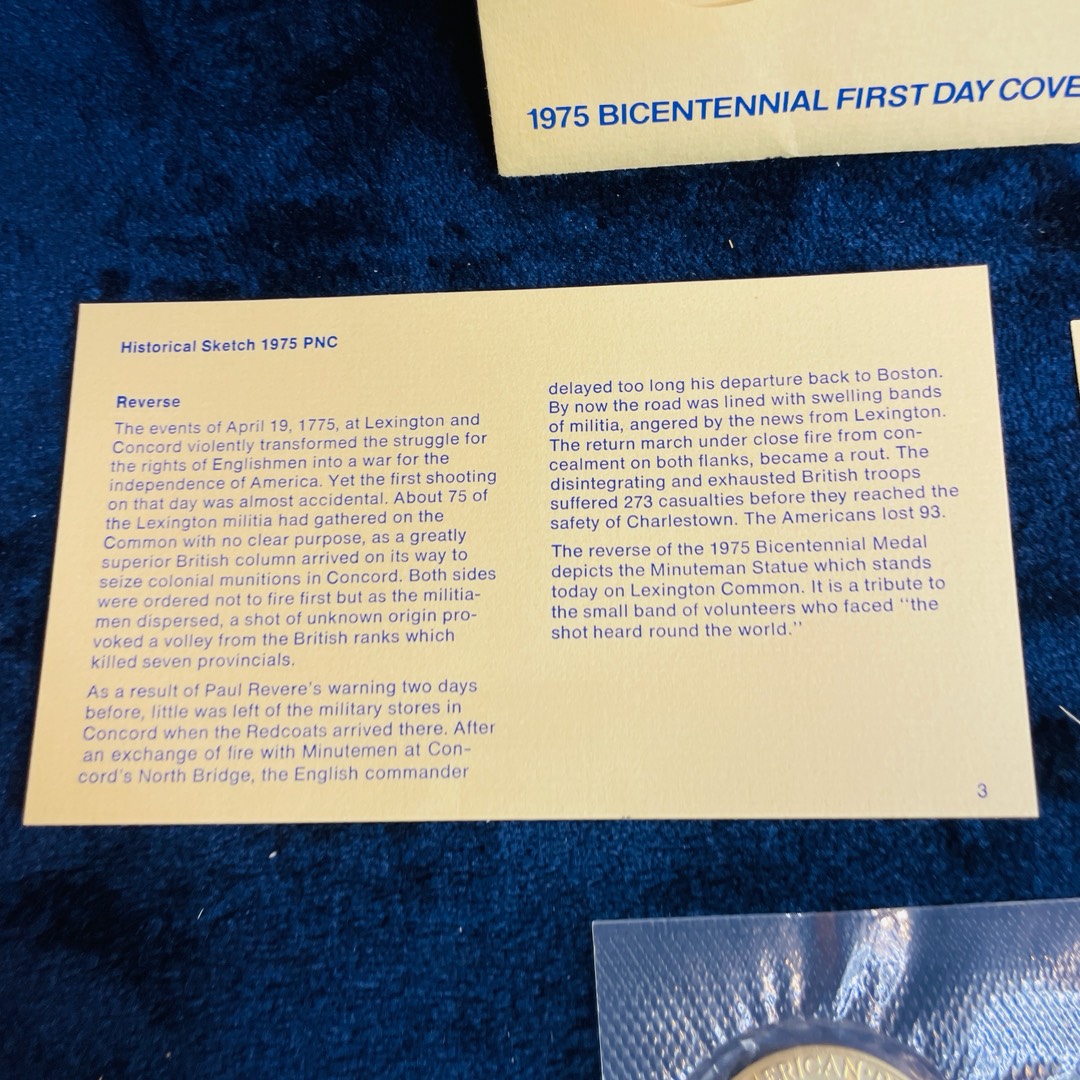 1975 BICENTENNIAL FIRST DAY COVE
Historical Sketch 1975 PNC
Reverse
The events of April 19, 1775, at Lexington and
Concord violently transformed the struggle for
the rights of Englishmen into a war for the
independence of America. Yet the first shooting
on that day was almost accidental. About 75 of
the Lexington militia had gathered on the
Common with no clear purpose, as a greatly
superior British column arrived on its way to
seize colonial munitions in Concord. Both sides
were ordered not to fire first but as the militia-
men dispersed, a shot of unknown origin pro-
voked a volley from the British ranks which
killed seven provincials.
As a result of Paul Revere's warning two days
before, little was left of the military stores in
Concord when the Redcoats arrived there. After
an exchange of fire with Minutemen at Con-
cord's North Bridge, the English commander
delayed too long his departure back to Boston.
By now the road was lined with swelling bands
of militia, angered by the news from Lexington.
The return march under close fire from con-
cealment on both flanks, became a rout. The
disintegrating and exhausted British troops
suffered 273 casualties before they reached the
safety of Charlestown. The Americans lost 93.
The reverse of the 1975 Bicentennial Medal
depicts the Minuteman Statue which stands
today on Lexington Common. It is a tribute to
the small band of volunteers who faced "the
shot heard round the world."
3
ERICAN